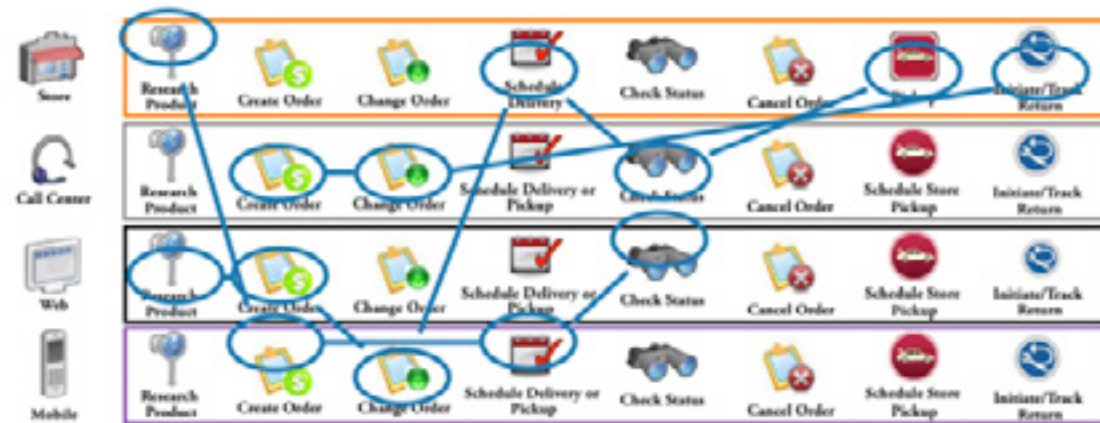 Store
Research
Product
Create Order
Change Order
Schedule
Delivery
Check Status
Cancel Order
Pickup
Initiate/Track
Return
Call Center
Research
Product
Create Order
Change Order
Schedule Delivery or
Pickup
Check Status
Cancel Order
Schedule Store
Pickup
Initiate/Track
Return
Web
Research
Create Order
Change Order
Schedule Delivery or
Pickup
Check Status
Cancel Order
Schedule Store
Pickup
Initiate/Track
Return
Mobile
Research
Product
Create Order
Change Order
Schedule Delivery or
Pickup
Check Status
Cancel Order
Schedule Store
Pickup
Initiate/Track
Return